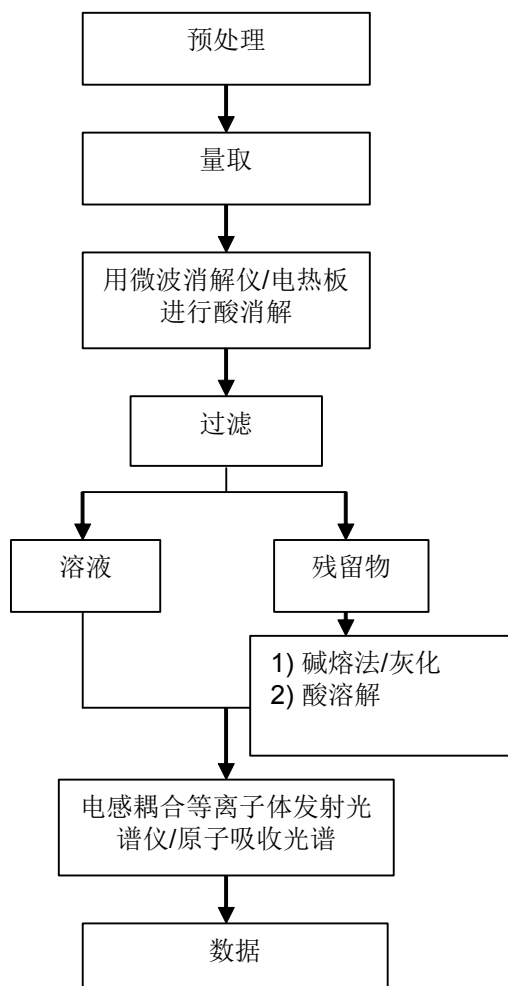 预处理
量取
用微波消解仪/电热板
进行酸消解
过滤
溶液
残留物
1) 碱熔法/灰化
2) 酸溶解
电感耦合等离子体发射光
谱仪/原子吸收光谱
数据